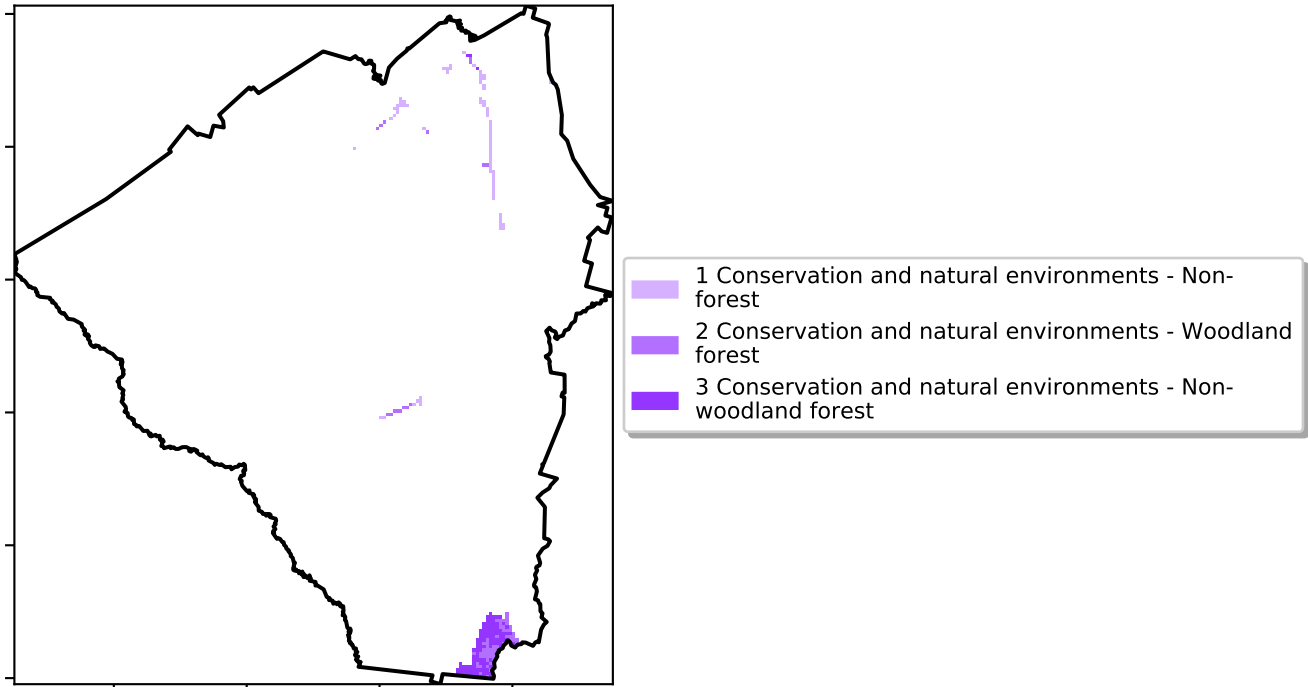 1 Conservation and natural environments - Non-
forest
2 Conservation and natural environments - Woodland
forest
3 Conservation and natural environments - Non-
woodland forest